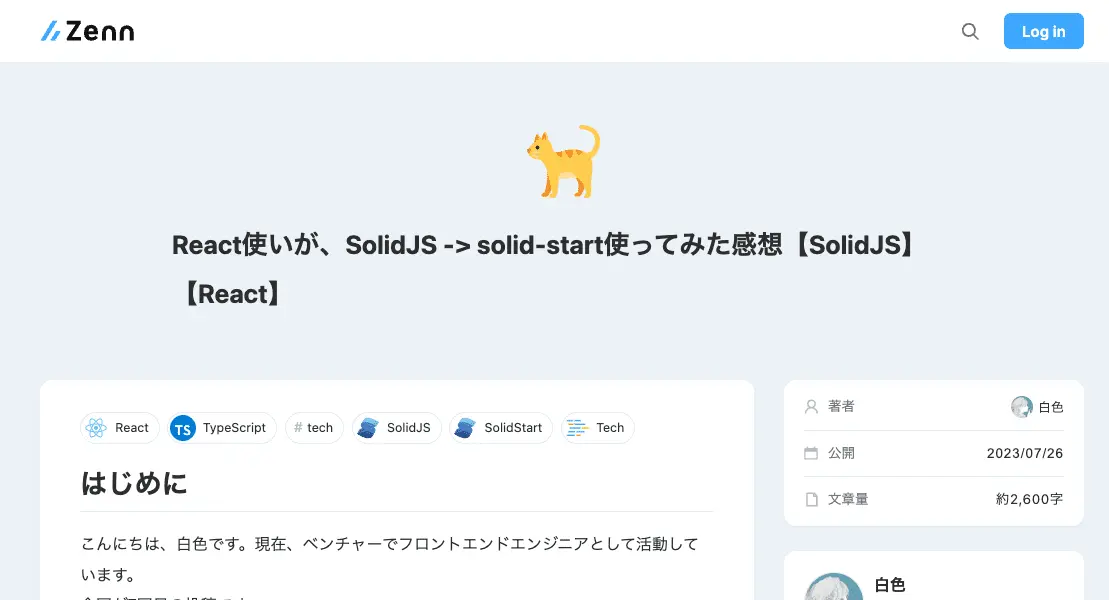 Zenn
Log in
React使いが、SolidJS -> solid-start使ってみた感想【SolidJS】
【React】
React
TypeScript
# tech
SolidJS
SolidStart
Tech
はじめに
こんにちは、白色です。現在、ベンチャーでフロントエンドエンジニアとして活動して
います。
著者
白色
公開
2023/07/26
文章量
約2,600字
白色